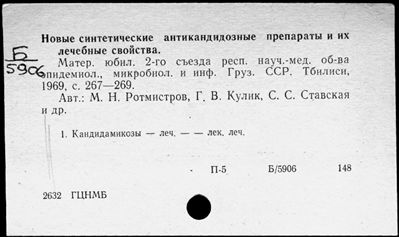 Б
5906
Новые синтетические антикандидозные препараты и их
лечебные свойства.
Матер. юбил. 2-го съезда респ. науч.-мед. об-ва
эпидемиол., микробиол. и инф. Груз. ССР. Тбилиси,
1969, с. 267—269.
Авт.: М. Н. Ротмистров, Г. В. Кулик, С. С. Ставская
и др.
1. Кандидамикозы — леч. — — лек. леч.
П-5 Б/5906 148
2632 ГЦНМБ